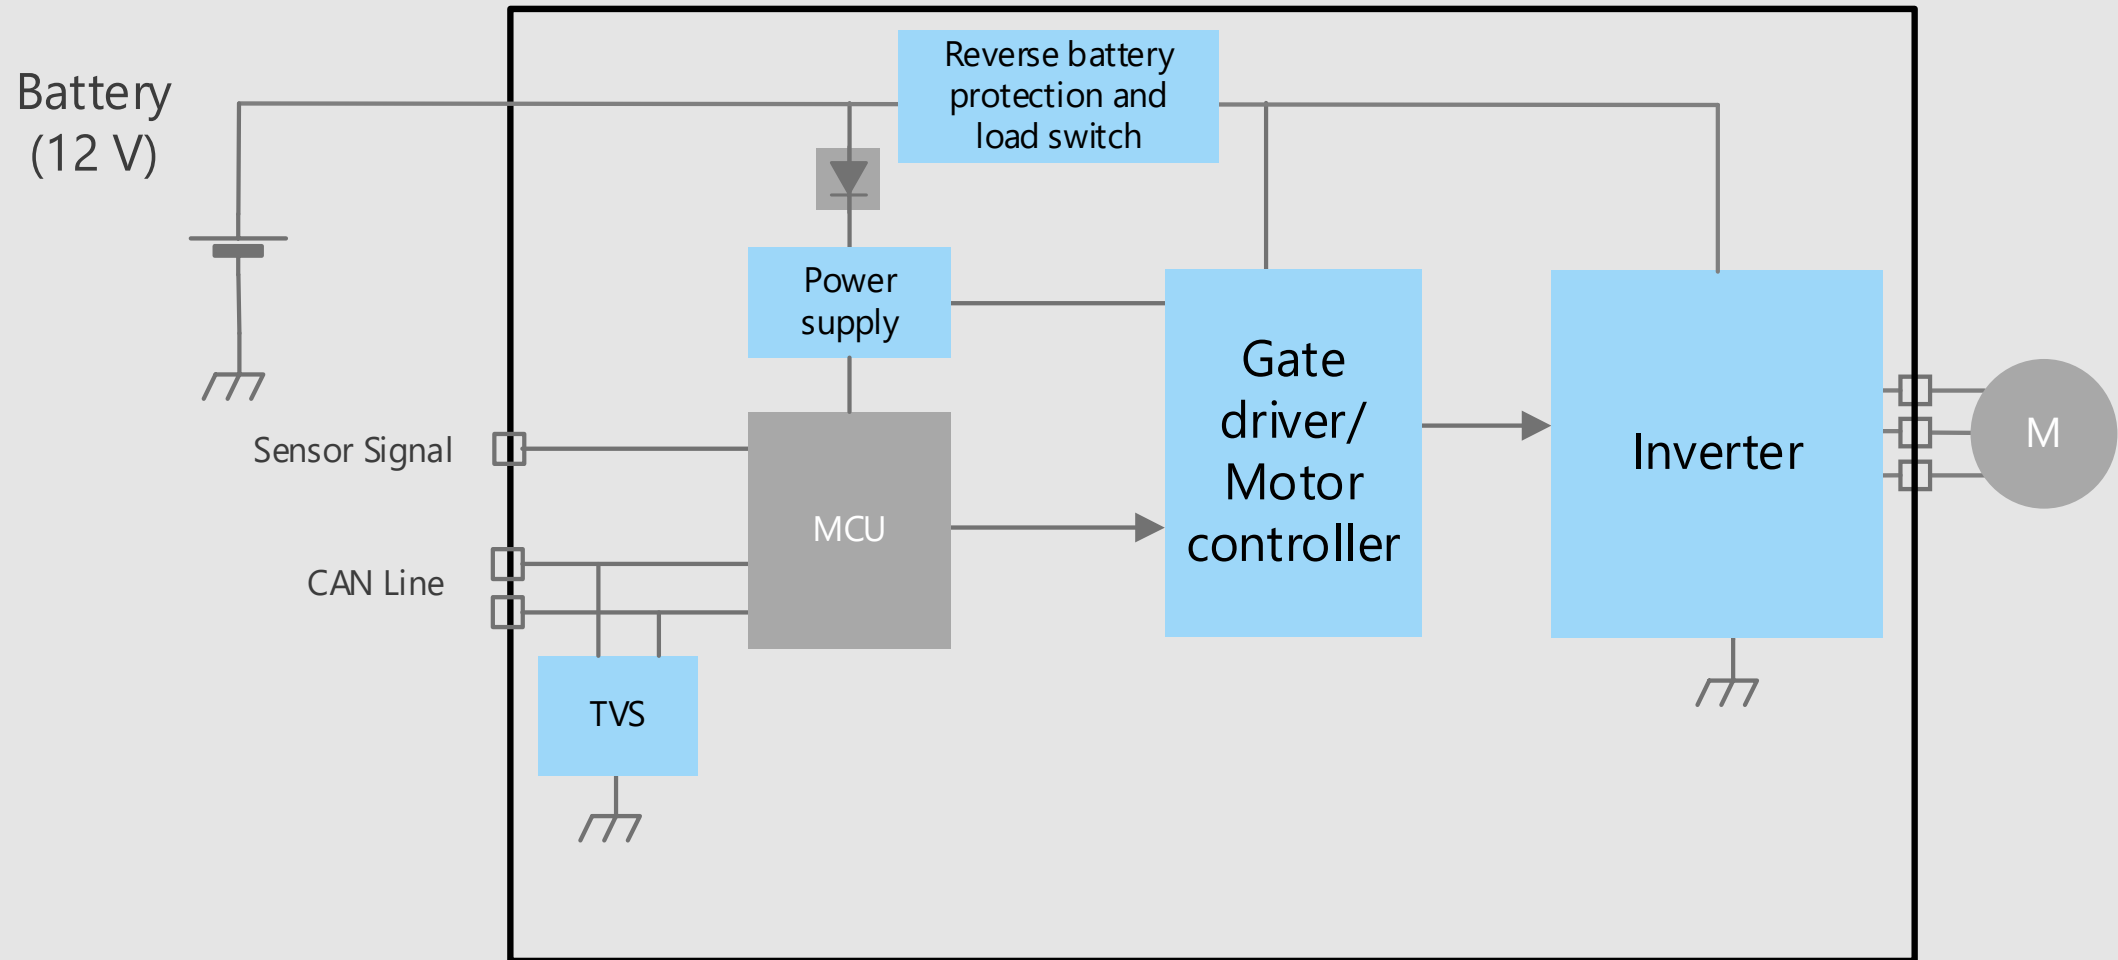 Battery
(12 V)
Reverse battery
protection and
load switch
Power
supply
Gate
driver/
Motor
controller
Inverter
M
Sensor Signal
MCU
CAN Line
TVS